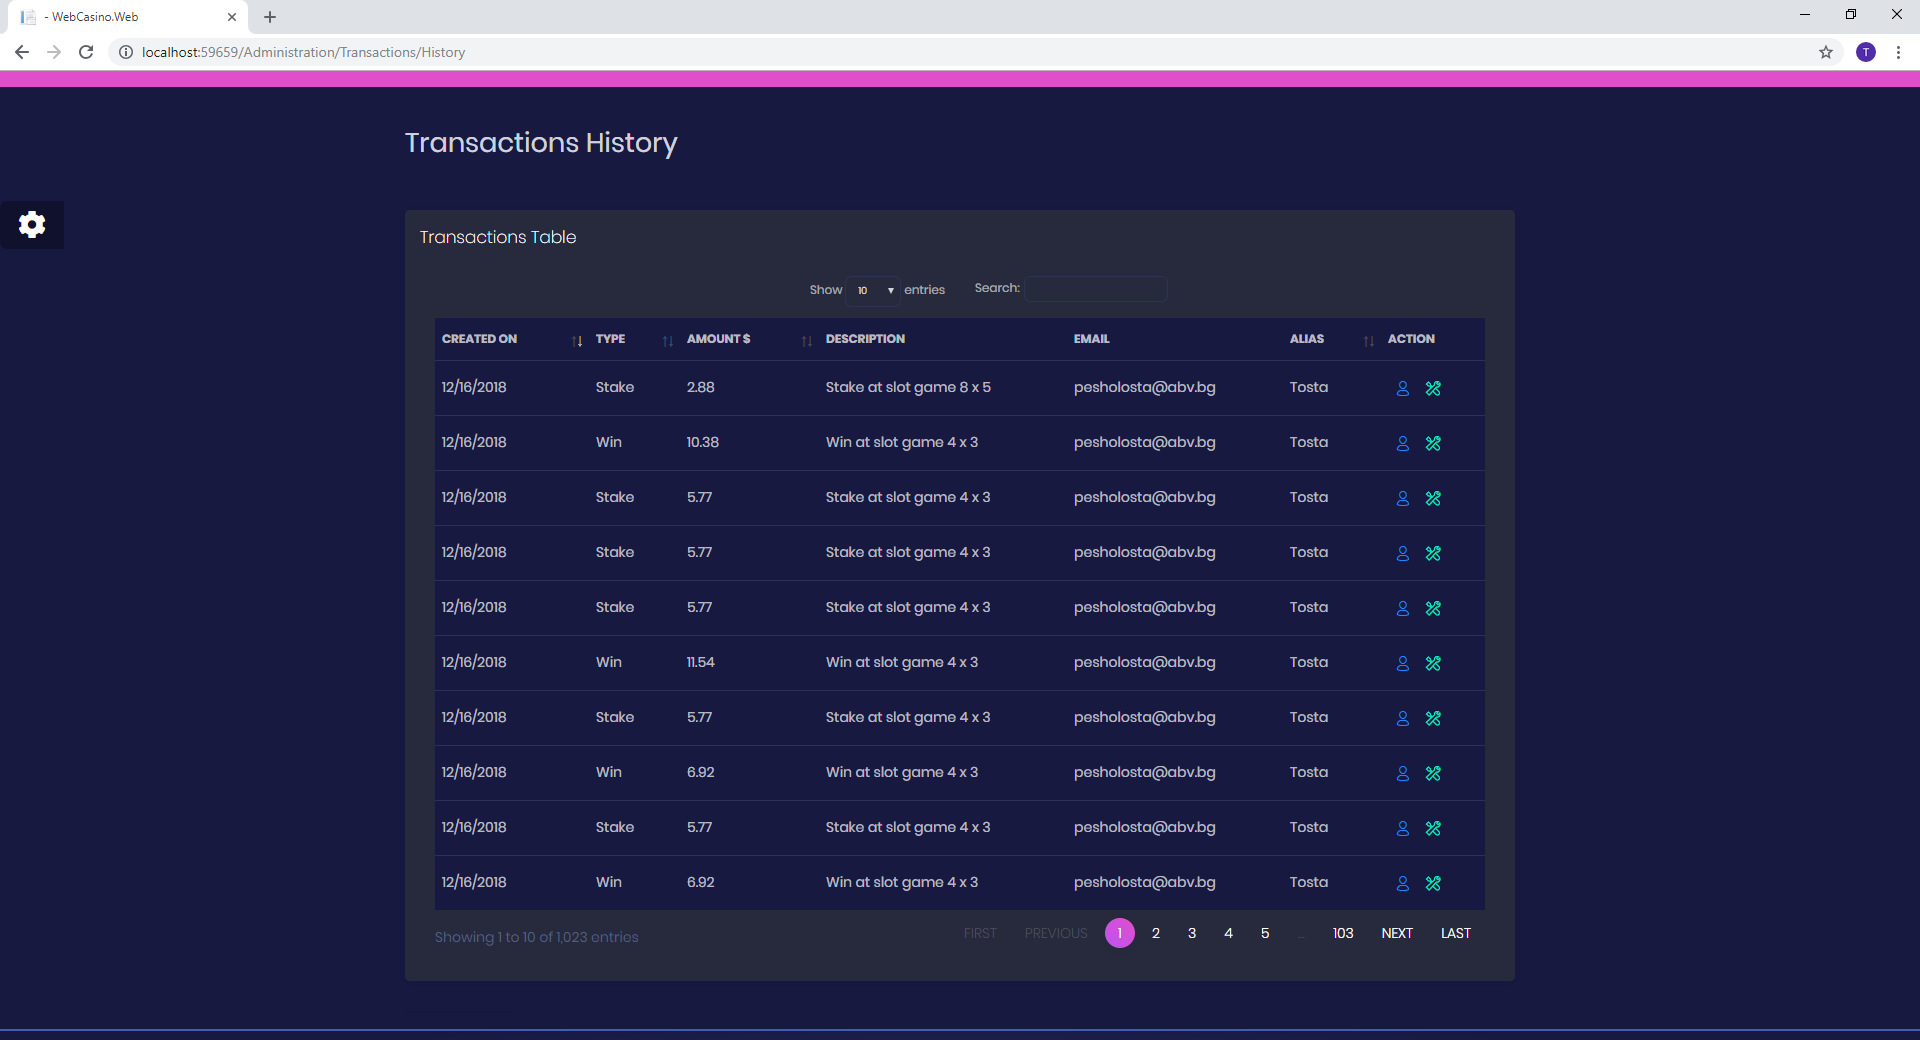 - WebCasino.Web
localhost:59659/Administration/Transactions/History
T
Transactions History
Transactions Table
Show 10 entries Search:
CREATED ON TYPE AMOUNT $ DESCRIPTION EMAIL ALIAS ACTION
12/16/2018 Stake 2.88 Stake at slot game 8 x 5 pesholosta@abv.bg Tosta
12/16/2018 Win 10.38 Win at slot game 4 x 3 pesholosta@abv.bg Tosta
12/16/2018 Stake 5.77 Stake at slot game 4 x 3 pesholosta@abv.bg Tosta
12/16/2018 Stake 5.77 Stake at slot game 4 x 3 pesholosta@abv.bg Tosta
12/16/2018 Stake 5.77 Stake at slot game 4 x 3 pesholosta@abv.bg Tosta
12/16/2018 Win 11.54 Win at slot game 4 x 3 pesholosta@abv.bg Tosta
12/16/2018 Stake 5.77 Stake at slot game 4 x 3 pesholosta@abv.bg Tosta
12/16/2018 Win 6.92 Win at slot game 4 x 3 pesholosta@abv.bg Tosta
12/16/2018 Stake 5.77 Stake at slot game 4 x 3 pesholosta@abv.bg Tosta
12/16/2018 Win 6.92 Win at slot game 4 x 3 pesholosta@abv.bg Tosta
Showing 1 to 10 of 1,023 entries FIRST PREVIOUS 1 2 3 4 5 ... 103 NEXT LAST